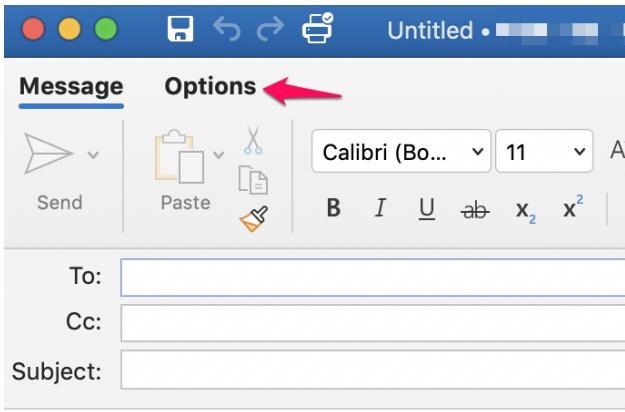 Untitled •
Message Options
Send Paste Calibri (Bo... 11 A
B I U ab x2 x2
To:
Cc:
Subject: